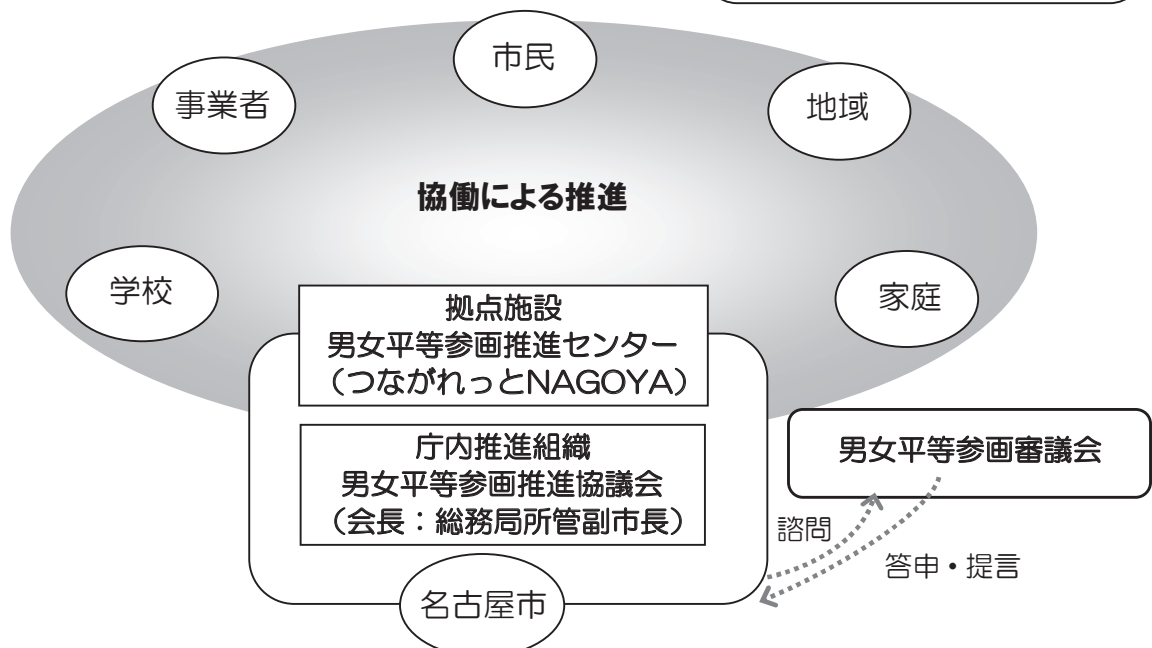 市民
事業者
地域
協働による推進
学校
家庭
拠点施設
男女平等参画推進センター
（つながれっとNAGOYA）
庁内推進組織
男女平等参画推進協議会
（会長：総務局所管副市長）
男女平等参画審議会
諮問
答申・提言
名古屋市